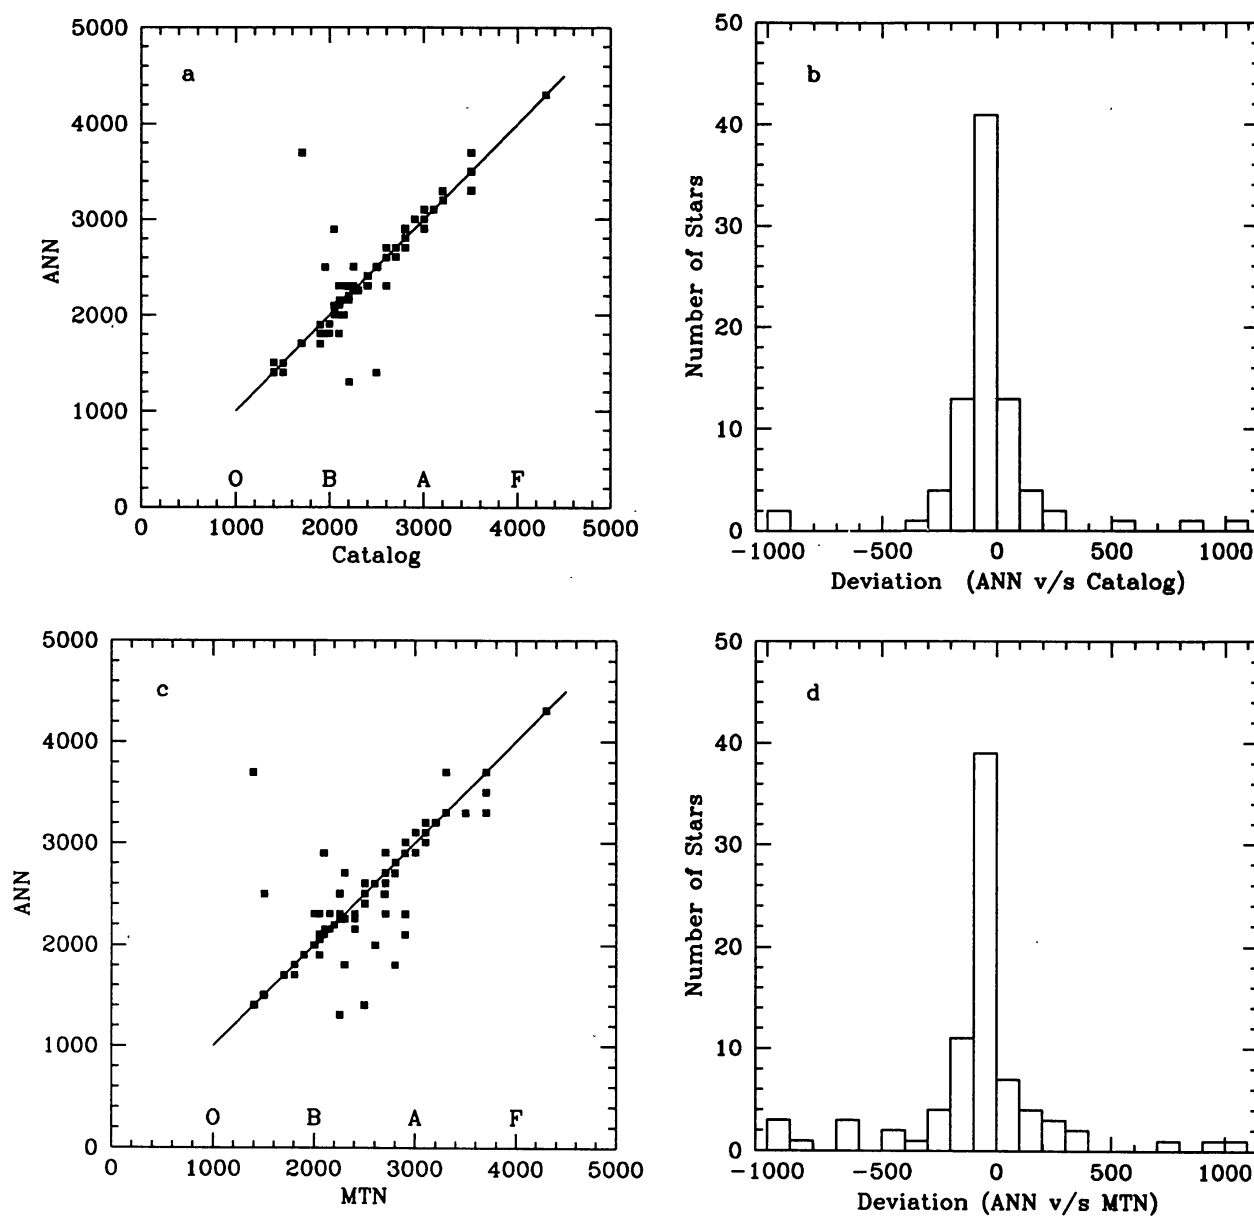 5000
4000
3000
2000
1000
0
ANN
a
O B A F
0 1000 2000 3000 4000 5000
Catalog
50
40
30
20
10
0
Number of Stars
b
-1000 -500 0 500 1000
Deviation (ANN v/s Catalog)
5000
4000
3000
2000
1000
0
ANN
c
O B A F
0 1000 2000 3000 4000 5000
MTN
50
40
30
20
10
0
Number of Stars
d
-1000 -500 0 500 1000
Deviation (ANN v/s MTN)